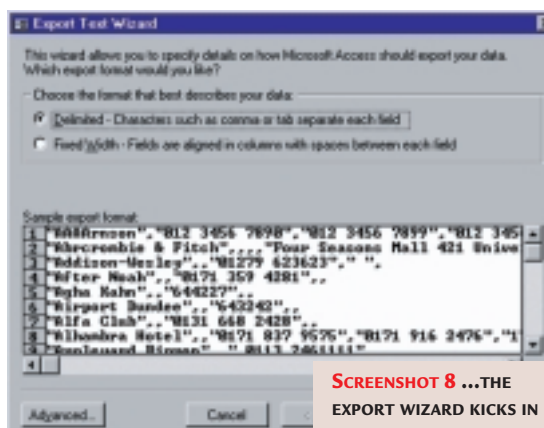 Export Text Wizard
This wizard allows you to specify details on how Microsoft Access should export your data.
Which export format would you like?
Choose the format that best describes your data:
Delimited - Characters such as comma or tab separate each field
Fixed Width - Fields are aligned in columns with spaces between each field
Sample export format:
1 "AAAArnson","012 3456 7890","012 3456 7899","012 345
2 "Abercrombie & Fitch",,,,"Four Seasons Mall 421 Unive
3 "Addison-Wesley",,"01279 623623"," ",
4 "After Noah",,"0171 359 4281",,
5 "Agha Kahn",,"644227",,
6 "Airport Dundee",,"643242",,
7 "Alfa Club",,"0131 668 2428",,
8 "Alhambra Hotel",,"0171 837 9575","0171 916 2476","1
9
Advanced...
Cancel
<
SCREENSHOT 8 ...THE
EXPORT WIZARD KICKS IN